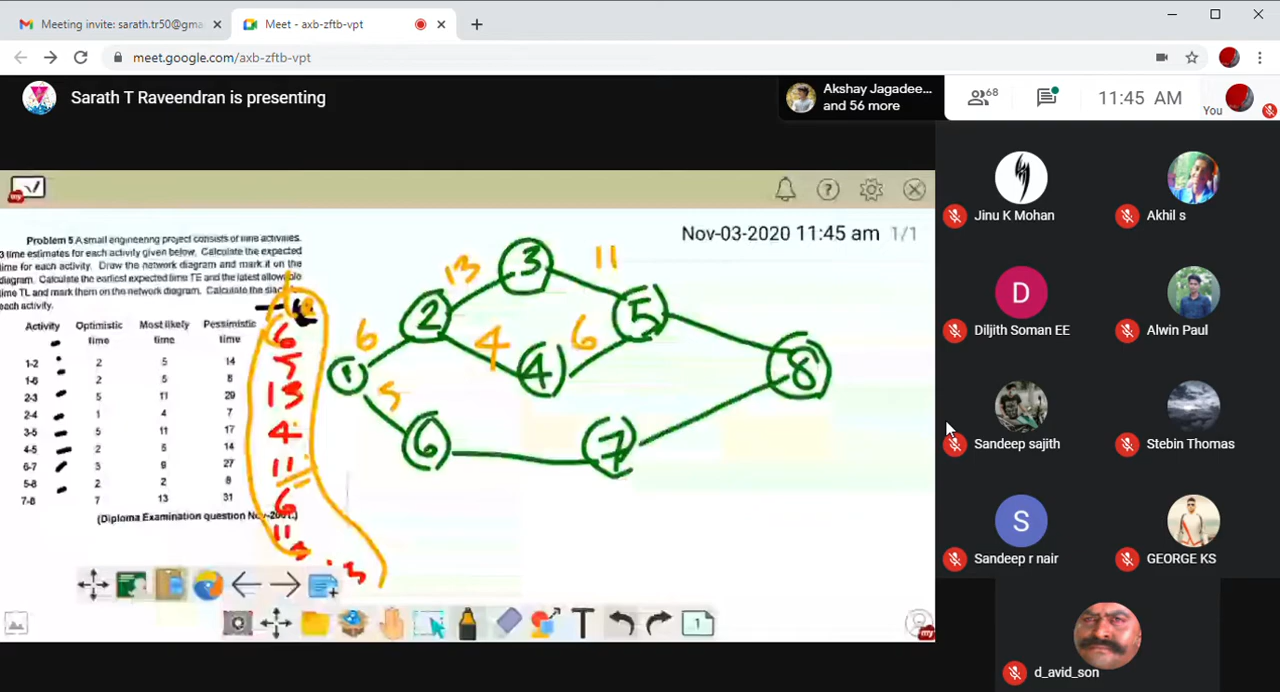 Meeting invite: sarath.tr50@gma
Meet - axb-zftb-vpt
meet.google.com/axb-zftb-vpt
Sarath T Raveendran is presenting
Akshay Jagadee...
and 56 more
68
11:45 AM
You
Nov-03-2020 11:45 am 1/1
Problem 5 A small engineering project consists of nine activities.
3 time estimates for each activity given below. Calculate the expected
time for each activity. Draw the network diagram and mark it on the
diagram. Calculate the earliest expected time TE and the latest allowable
time TL and mark them on the network diagram. Calculate the
each activity.
Activity Optimistic time Most likely time Pessimistic time
1-2 2 5 14
1-6 2 5 8
2-3 5 11 29
2-4 1 4 7
3-5 5 11 17
4-5 2 5 14
6-7 3 9 27
5-8 2 2 8
7-8 7 13 31
(Diploma Examination question
6
5
13
4
11
6
11
3
1
2
3
4
5
6
7
8
6
13
11
4
6
5
T
1
my
my
Jinu K Mohan
Akhil s
D
Diljith Soman EE
Alwin Paul
Sandeep sajith
Stebin Thomas
S
Sandeep r nair
GEORGE KS
d_avid_son